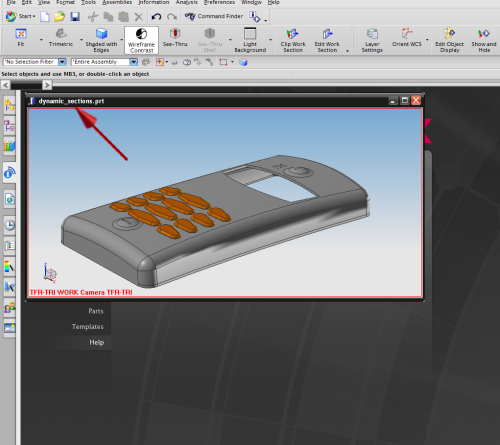 File Edit View Format Tools Assemblies Information Analysis Preferences Window Help
Start Command Finder
Fit Trimetric Shaded with Edges Wireframe Contrast See-Thru See-Thru Shell Light Background Clip Work Section Edit Work Section Layer Settings Orient WCS Edit Object Display Show and Hide
No Selection Filter Entire Assembly
Select objects and use MB3, or double-click an object
dynamic_sections.prt
TFR-TRI WORK Camera TFR-TRI
Parts
Templates
Help